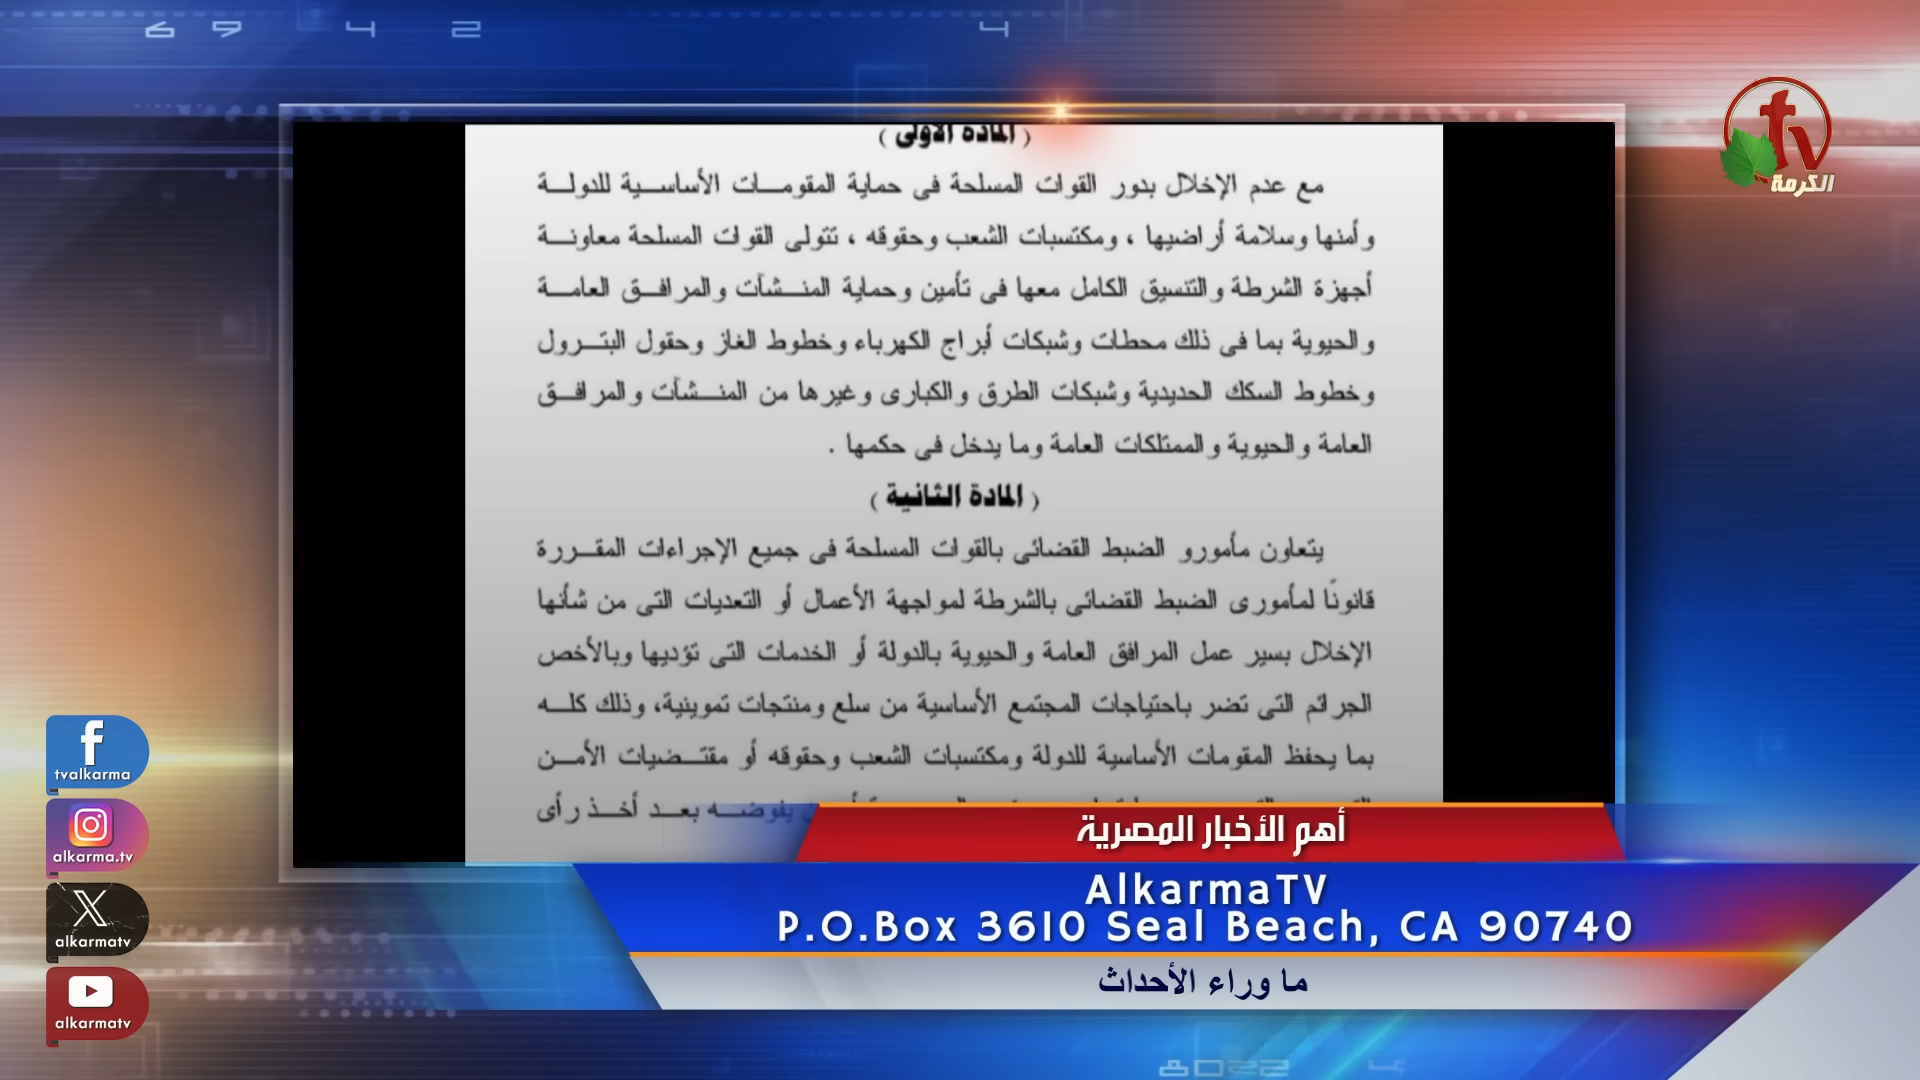 6 9 4 2 4
tv
الكرمة
( المادة الأولى )
مع عدم الإخلال بدور القوات المسلحة فى حماية المقومات الأساسية للدولة
وأمنها وسلامة أراضيها ، ومكتسبات الشعب وحقوقه ، تتولى القوات المسلحة معاونة
أجهزة الشرطة والتنسيق الكامل معها فى تأمين وحماية المنشآت والمرافق العامة
والحيوية بما فى ذلك محطات وشبكات أبراج الكهرباء وخطوط الغاز وحقول البترول
وخطوط السكك الحديدية وشبكات الطرق والكبارى وغيرها من المنشآت والمرافق
العامة والحيوية والممتلكات العامة وما يدخل فى حكمها .
( المادة الثانية )
يتعاون مأمورو الضبط القضائى بالقوات المسلحة فى جميع الإجراءات المقررة
قانونًا لمأمورى الضبط القضائى بالشرطة لمواجهة الأعمال أو التعديات التى من شأنها
الإخلال بسير عمل المرافق العامة والحيوية بالدولة أو الخدمات التى تؤديها وبالأخص
الجرائم التى تضر باحتياجات المجتمع الأساسية من سلع ومنتجات تموينية، وذلك كله
بما يحفظ المقومات الأساسية للدولة ومكتسبات الشعب وحقوقه أو مقتضيات الأمن
يفوضه بعد أخذ رأى
أهم الأخبار المصرية
AlkarmaTV
P.O.Box 3610 Seal Beach, CA 90740
ما وراء الأحداث
tvalkarma
alkarma.tv
alkarmatv
alkarmatv